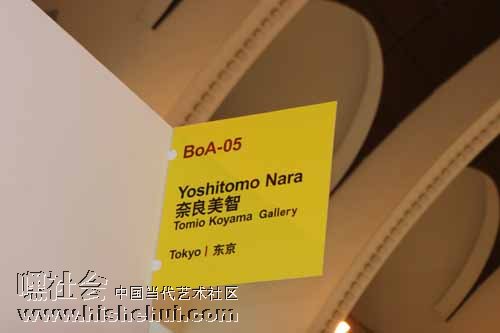 BoA-05
Yoshitomo Nara
奈良美智
Tomio Koyama Gallery
Tokyo | 东京
嘿社会 中国当代艺术社区
www.hishehui.com